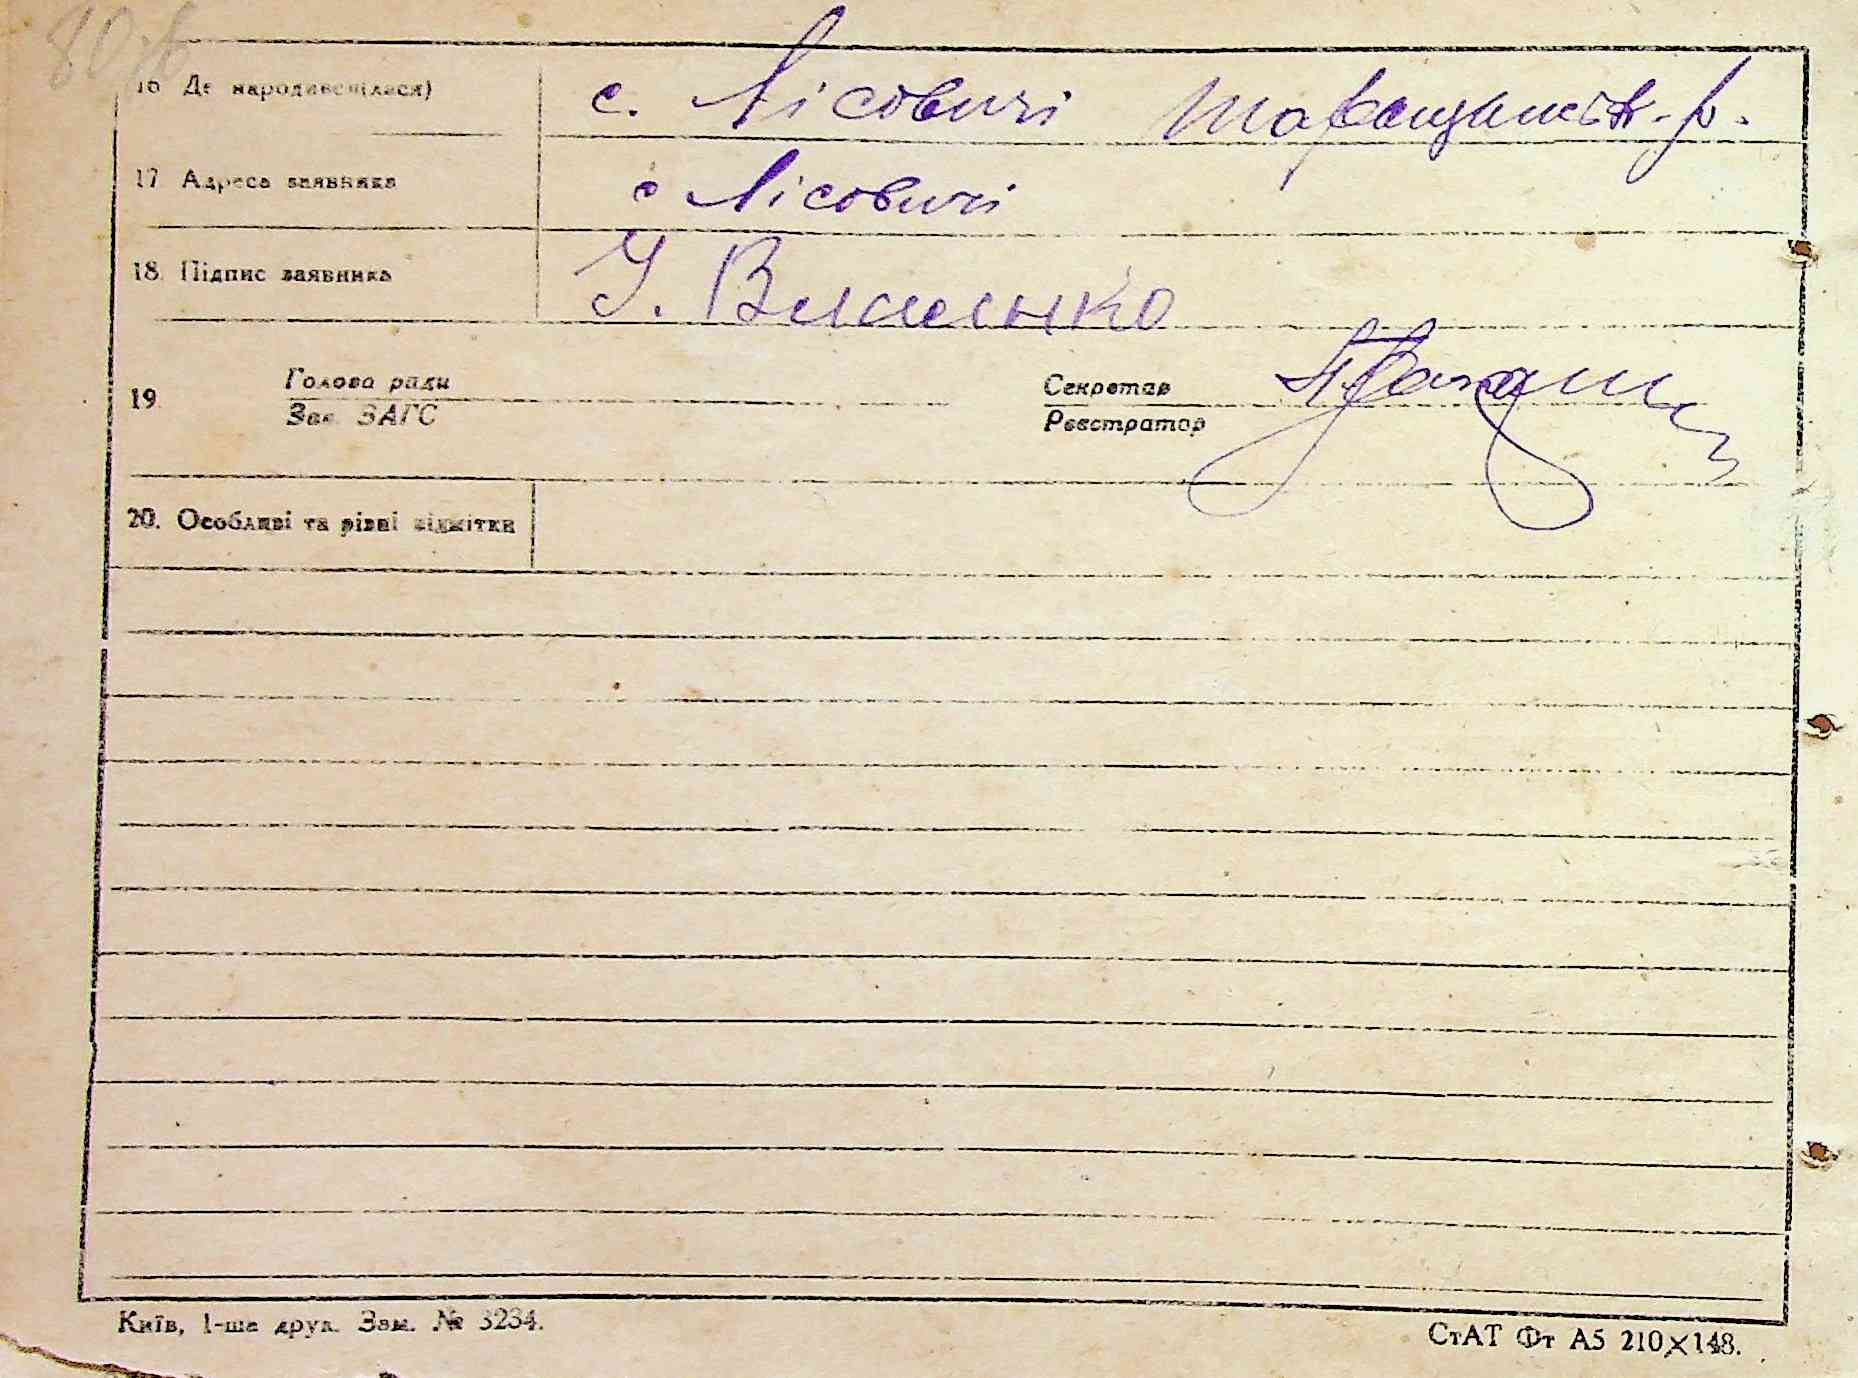 80 зв
16 Де народився(лася) с. Лісовичі Таращанськ. р.
17 Адреса заявника с Лісовичі
18. Підпис заявника У.
19 Голова ради Секретар
Зав. ЗАГС Реєстратор
20. Особливі та різні відмітки
Київ, 1-ша друк. Зам. № 3234.
СтАТ Фт А5 210×148.